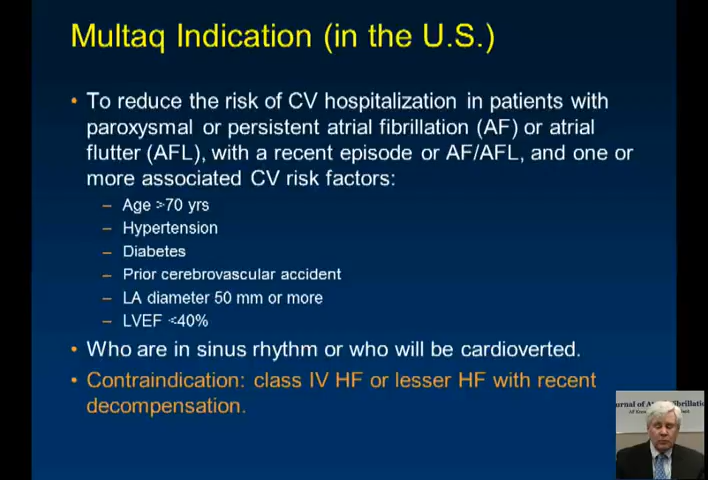 Multaq Indication (in the U.S.)
• To reduce the risk of CV hospitalization in patients with
paroxysmal or persistent atrial fibrillation (AF) or atrial
flutter (AFL), with a recent episode or AF/AFL, and one or
more associated CV risk factors:
– Age >70 yrs
– Hypertension
– Diabetes
– Prior cerebrovascular accident
– LA diameter 50 mm or more
– LVEF <40%
• Who are in sinus rhythm or who will be cardioverted.
• Contraindication: class IV HF or lesser HF with recent
decompensation.